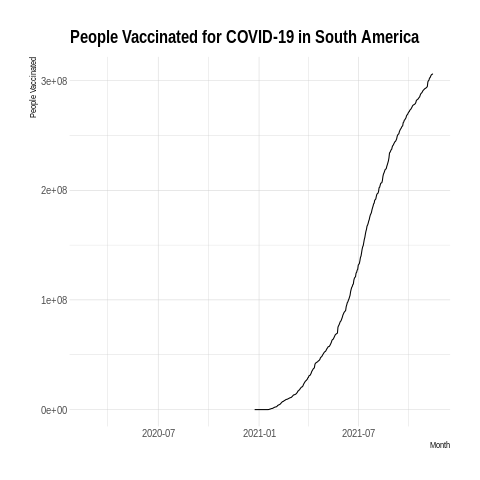 People Vaccinated for COVID-19 in South America
People Vaccinated
3e+08
2e+08
1e+08
0e+00
2020-07
2021-01
2021-07
Month